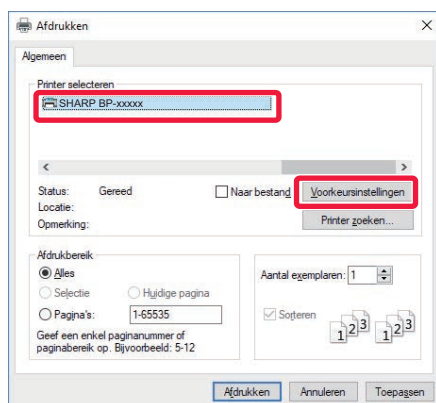 Afdrukken
Algemeen
Printer selecteren
SHARP BP-xxxxx
Status: Gereed
Naar bestand
Voorkeursinstellingen
Locatie:
Opmerking:
Printer zoeken...
Afdrukbereik
Alles
Selectie
Huidige pagina
Pagina's:
1-65535
Geef een enkel paginanummer of
paginabereik op. Bijvoorbeeld: 5-12
Aantal exemplaren: 1
Sorteren
1 2 3 1 2 3
Afdrukken
Annuleren
Toepassen